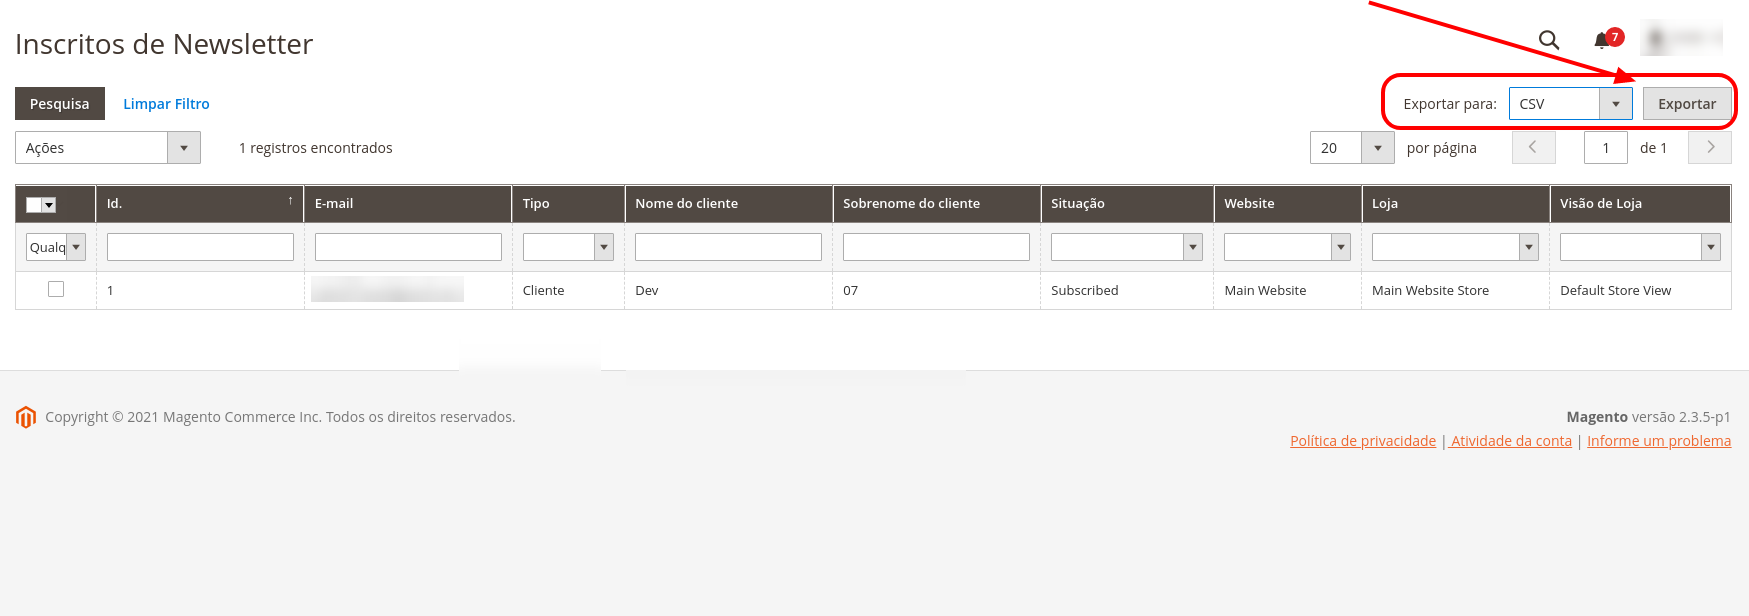 Inscritos de Newsletter
7
Pesquisa Limpar Filtro Exportar para: CSV Exportar
Ações 1 registros encontrados 20 por página 1 de 1
Id. ↑ E-mail Tipo Nome do cliente Sobrenome do cliente Situação Website Loja Visão de Loja
Qualq
1 Cliente Dev 07 Subscribed Main Website Main Website Store Default Store View
Copyright © 2021 Magento Commerce Inc. Todos os direitos reservados. Magento versão 2.3.5-p1
Política de privacidade | Atividade da conta | Informe um problema